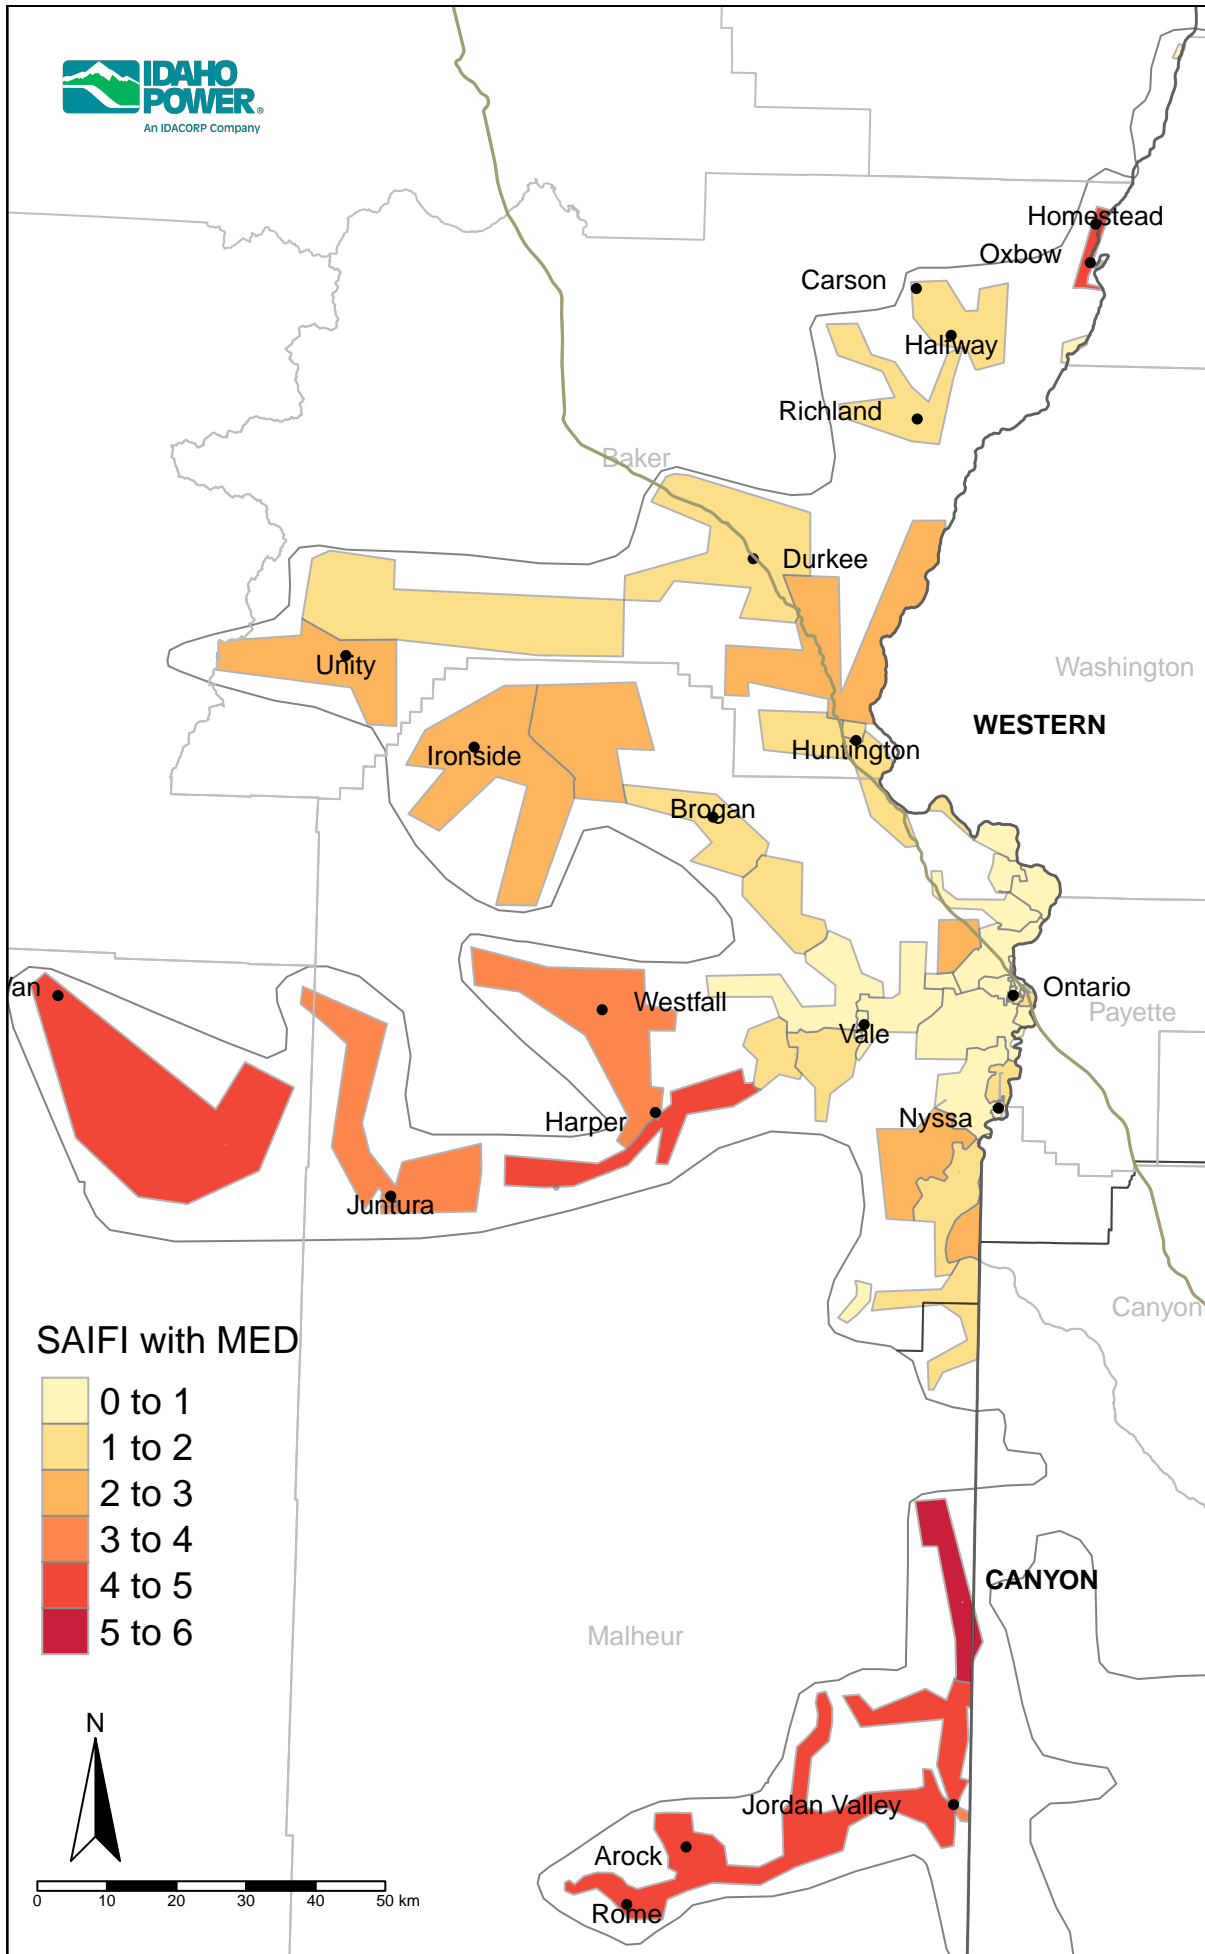 IDAHO
POWER®
An IDACORP Company
Homestead
Oxbow
Carson
Halfway
Richland
Baker
Durkee
Unity
Washington
WESTERN
Huntington
Ironside
Brogan
Van
Westfall
Ontario
Payette
Vale
Harper
Nyssa
Juntura
Canyon
SAIFI with MED
0 to 1
1 to 2
2 to 3
3 to 4
4 to 5
5 to 6
CANYON
Malheur
N
Jordan Valley
Arock
Rome
0 10 20 30 40 50 km